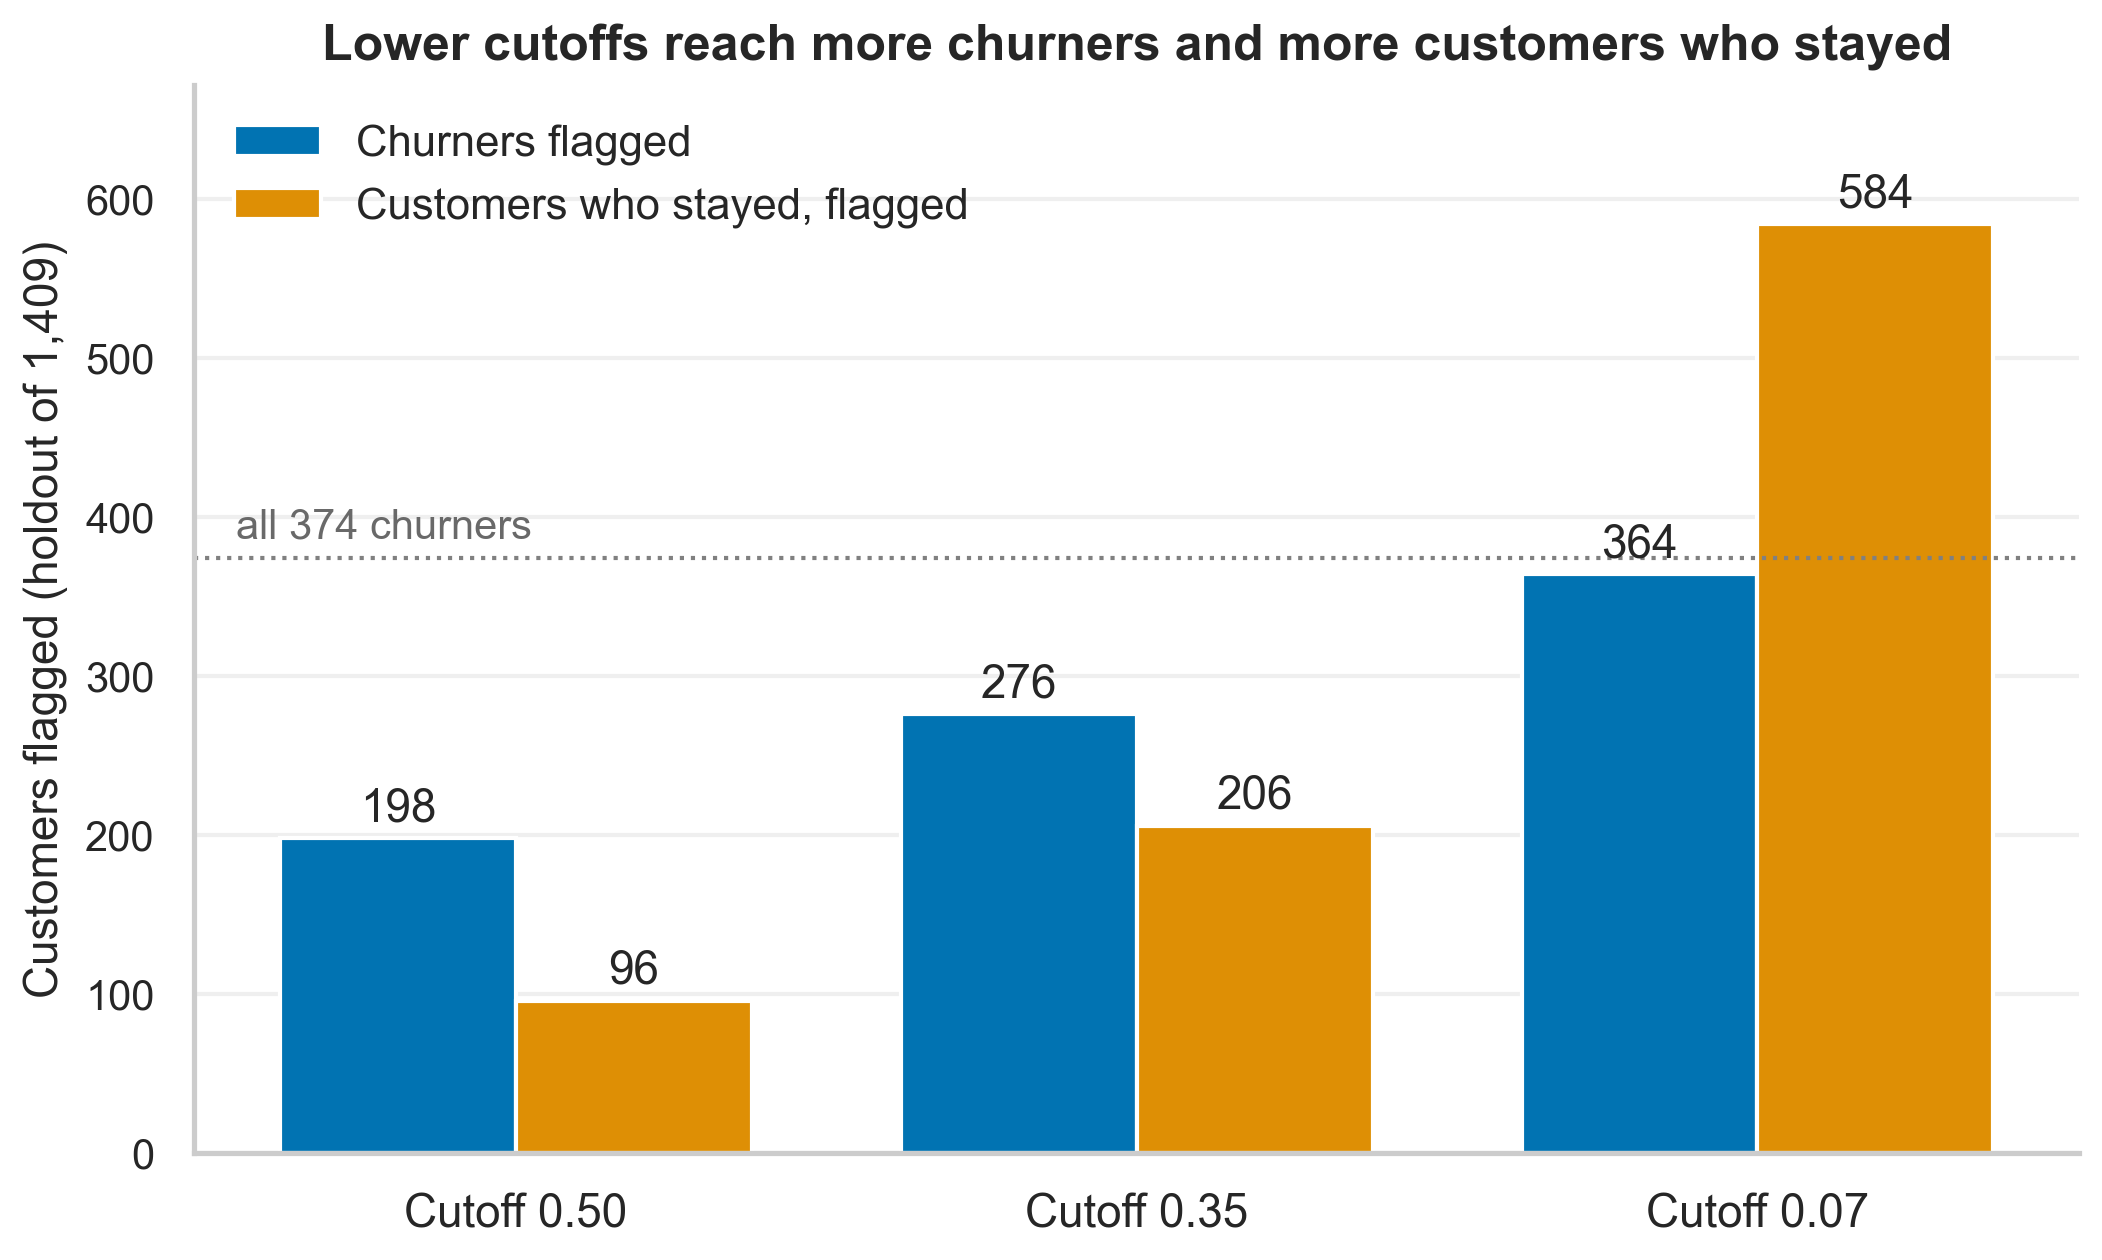 Lower cutoffs reach more churners and more customers who stayed
Churners flagged
Customers who stayed, flagged
Customers flagged (holdout of 1,409)
600
500
400
300
200
100
0
all 374 churners
198
96
276
206
364
584
Cutoff 0.50
Cutoff 0.35
Cutoff 0.07